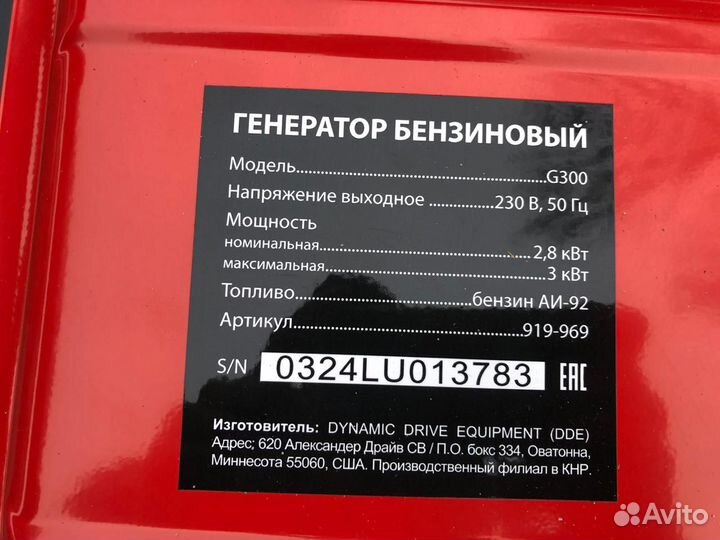 ГЕНЕРАТОР БЕНЗИНОВЫЙ
Модель..................................................G300
Напряжение выходное ..............230 В, 50 Гц
Мощность
номинальная.............................................2,8 кВт
максимальная..............................................3 кВт
Топливо....................................бензин АИ-92
Артикул................................................919-969
S/N 0324LU013783 EAC
Изготовитель: DYNAMIC DRIVE EQUIPMENT (DDE)
Адрес: 620 Александер Драйв СВ / П.О. бокс 334, Оватонна,
Миннесота 55060, США. Производственный филиал в КНР.
Avito